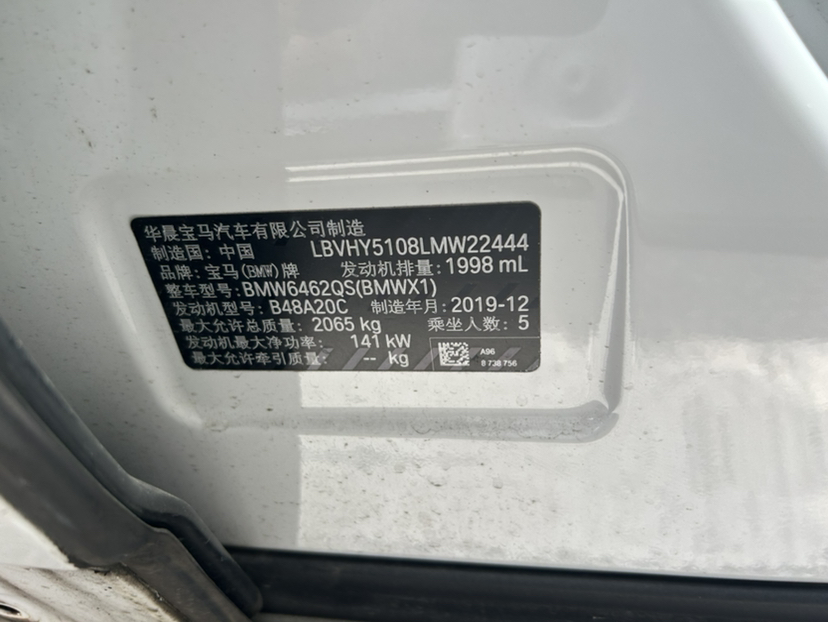 华晨宝马汽车有限公司制造
制造国：中国 LBVHY5108LMW22444
品牌：宝马(BMW)牌 发动机排量：1998 mL
整车型号：BMW6462QS(BMWX1)
发动机型号：B48A20C 制造年月：2019-12
最大允许总质量：2065 kg 乘坐人数：5
发动机最大净功率：141 kW
最大允许牵引质量：-- kg
A96
8 738 756